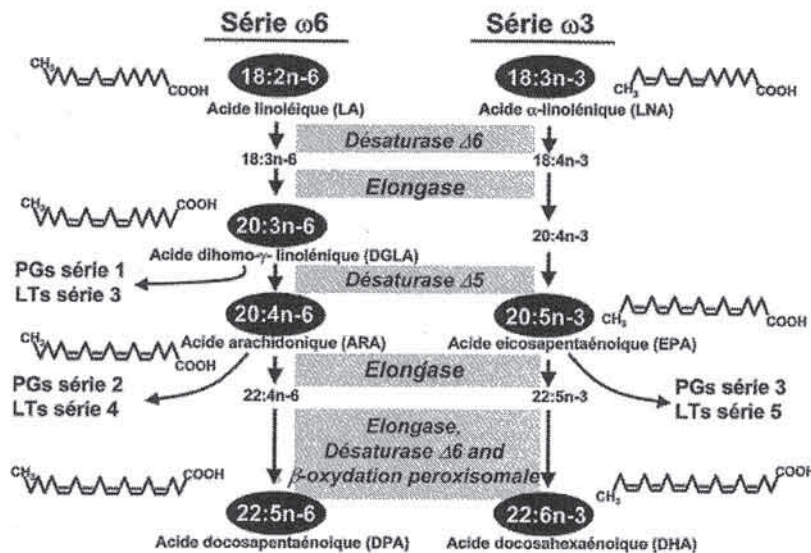 Série ω6
Série ω3
CH₃
COOH
18:2n-6
18:3n-3
CH₃
COOH
Acide linoléique (LA)
Acide α-linolénique (LNA)
Désaturase Δ6
18:3n-6
18:4n-3
Elongase
CH₃
COOH
20:3n-6
20:4n-3
Acide dihomo-γ- linolénique (DGLA)
PGs série 1
LTs série 3
Désaturase Δ5
20:4n-6
20:5n-3
CH₃
COOH
Acide arachidonique (ARA)
Acide eicosapentaénoique (EPA)
CH₃
COOH
Elongase
PGs série 2
LTs série 4
22:4n-6
22:5n-3
PGs série 3
LTs série 5
Elongase,
Désaturase Δ6 and
β-oxydation peroxisomale
CH₃
COOH
22:5n-6
22:6n-3
CH₃
COOH
Acide docosapentaénoique (DPA)
Acide docosahexaénoique (DHA)